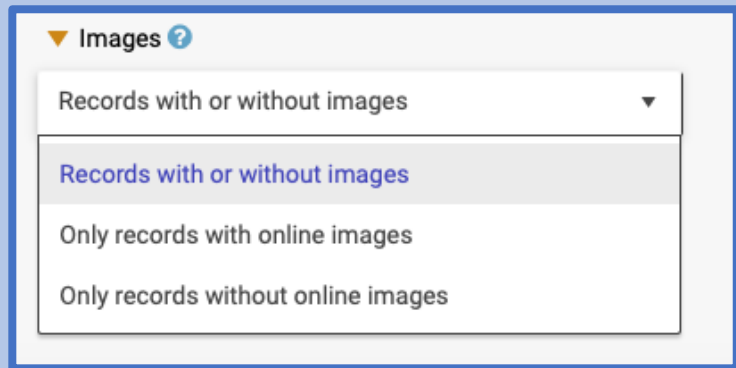 Images ?
Records with or without images
Records with or without images
Only records with online images
Only records without online images